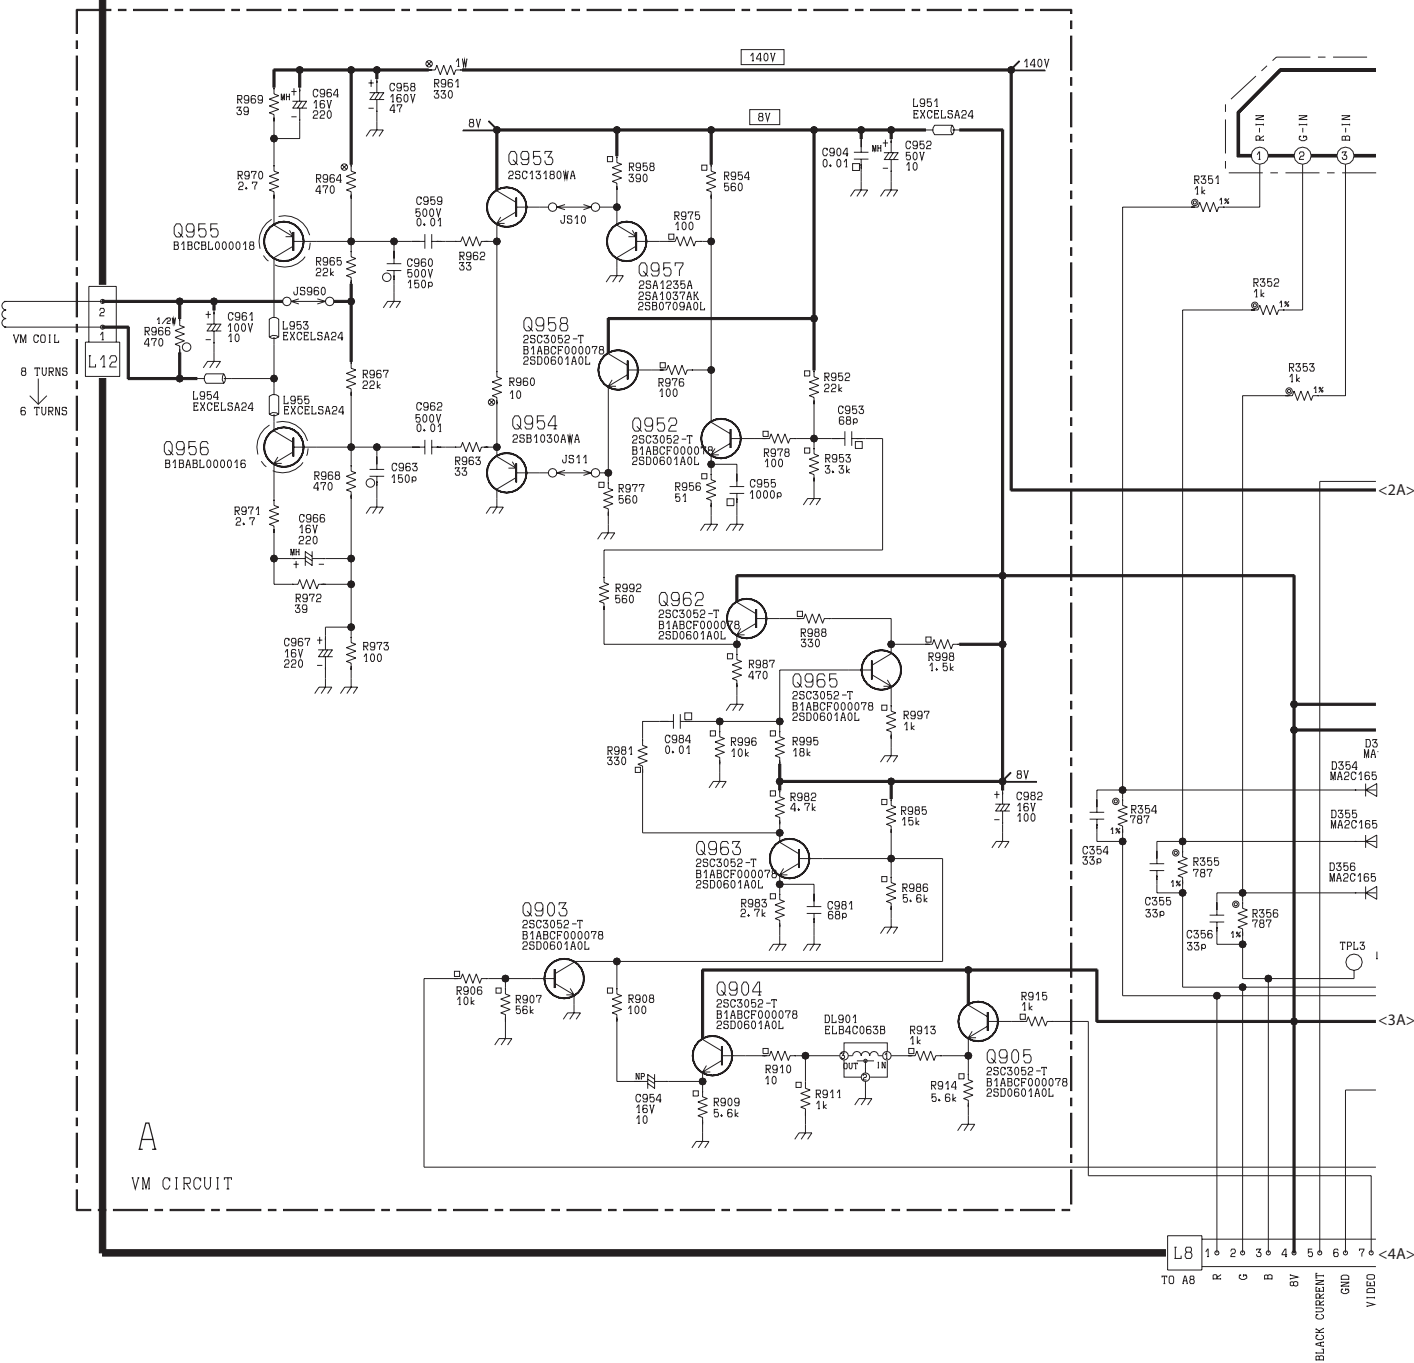 140V
140V
1W
R961
330
R969
39
MH
C964
16V
220
C958
160V
47
8V
8V
L951
EXCELSA24
Q953
2SC13180WA
R958
390
R954
560
C904
0.01
MH
C952
50V
10
R-IN
G-IN
B-IN
1
2
3
R970
2.7
R964
470
C959
500V
0.01
JS10
R351
1k
1%
Q955
B1BCBL000018
R965
22k
C960
500V
150p
R962
33
R975
100
Q957
2SA1235A
2SA1037AK
2SB0709A0L
R352
1k
1%
JS960
2
1
L12
VM COIL
8 TURNS
6 TURNS
1/2W
R966
470
C961
100V
10
L953
EXCELSA24
Q958
2SC3052-T
B1ABCF000078
2SD0601A0L
R967
22k
R960
10
R976
100
R952
22k
R353
1k
1%
L954
EXCELSA24
L955
EXCELSA24
C962
500V
0.01
Q954
2SB1030AWA
Q952
2SC3052-T
B1ABCF000078
2SD0601A0L
C953
68p
Q956
B1BABL000016
R968
470
C963
150p
R963
33
JS11
R978
100
R953
3.3k
R977
560
R956
51
C955
1000p
<2A>
R971
2.7
C966
16V
220
MH
R972
39
R992
560
Q962
2SC3052-T
B1ABCF000078
2SD0601A0L
R988
330
C967
16V
220
R973
100
R987
470
R998
1.5k
Q965
2SC3052-T
B1ABCF000078
2SD0601A0L
R997
1k
R981
330
C984
0.01
R996
10k
R995
18k
D3
MA
D354
MA2C165
8V
R982
4.7k
R985
15k
C982
16V
100
R354
787
1%
C354
33p
D355
MA2C165
Q963
2SC3052-T
B1ABCF000078
2SD0601A0L
R355
787
1%
C355
33p
D356
MA2C165
R983
2.7k
C981
68p
R986
5.6k
R356
787
1%
C356
33p
TPL3
Q903
2SC3052-T
B1ABCF000078
2SD0601A0L
R906
10k
R907
56k
R908
100
Q904
2SC3052-T
B1ABCF000078
2SD0601A0L
DL901
ELB4C063B
R913
1k
R915
1k
<3A>
3
OUT
IN
1
2
R910
10
R911
1k
Q905
2SC3052-T
B1ABCF000078
2SD0601A0L
R914
5.6k
NP
C954
16V
10
R909
5.6k
A
VM CIRCUIT
L8
1
2
3
4
5
6
7
<4A>
TO A8
R
G
B
8V
BLACK CURRENT
GND
VIDEO